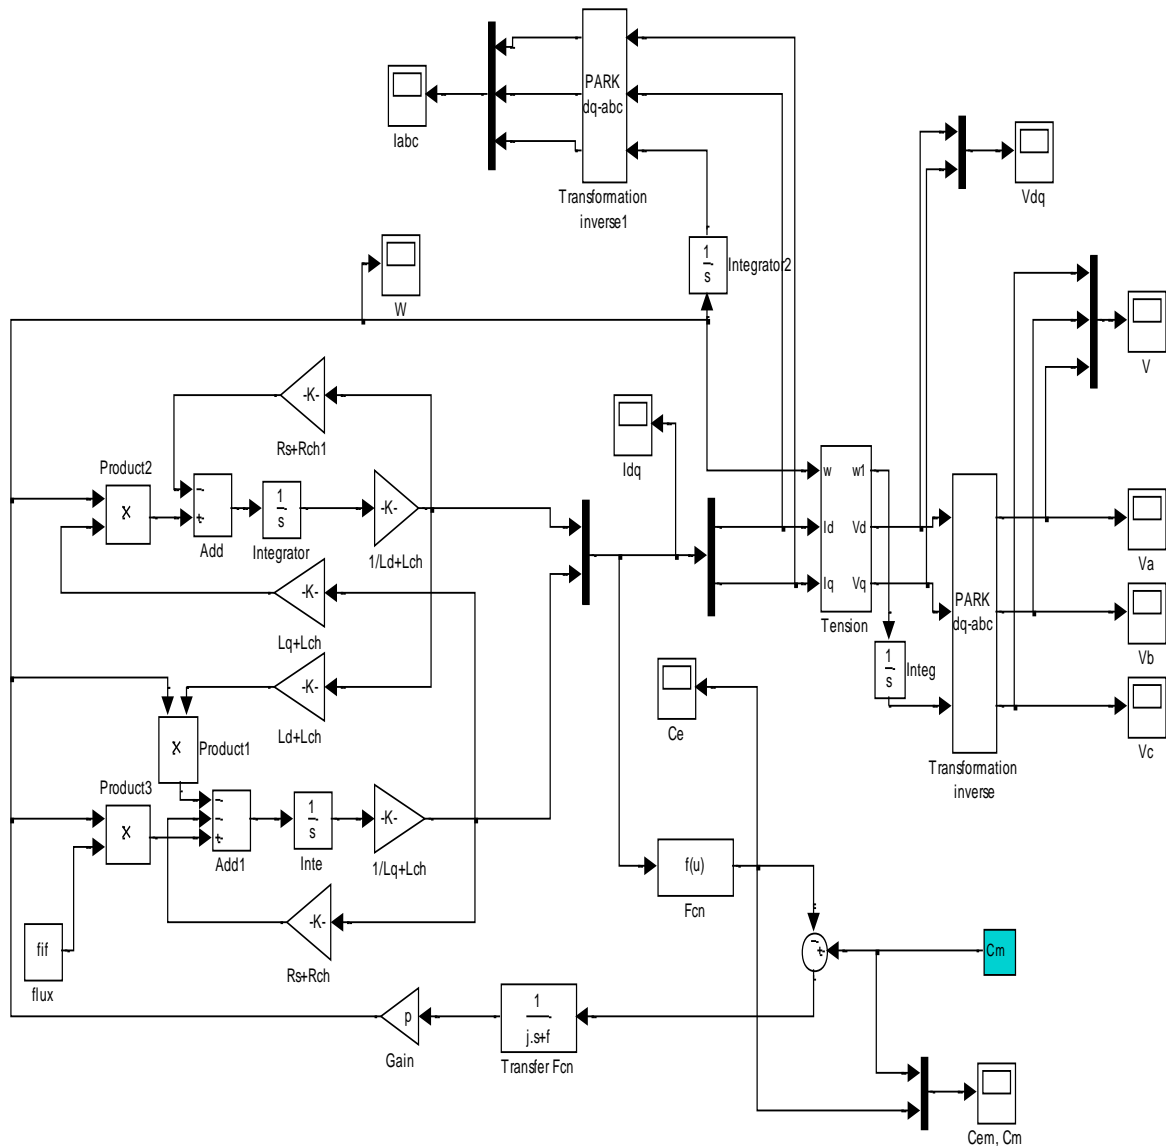 PARK
dq-abc
Iabc
Transformation
inverse1
Vdq
1
s
Integrator2
W
V
-K-
Rs+Rch1
Idq
Product2
X
-
+
Add
1
s
Integrator
-K-
1/Ld+Lch
w
w1
Id
Vd
Iq
Vq
Tension
Va
-K-
Lq+Lch
PARK
dq-abc
Vb
1
s
Integ
-K-
Ld+Lch
Ce
Vc
X
Product1
Transformation
inverse
Product3
X
-
-
+
Add1
1
s
Inte
-K-
1/Lq+Lch
f(u)
Fcn
-K-
Rs+Rch
fif
flux
-
+
Cm
p
Gain
1
j.s+f
Transfer Fcn
Cem, Cm